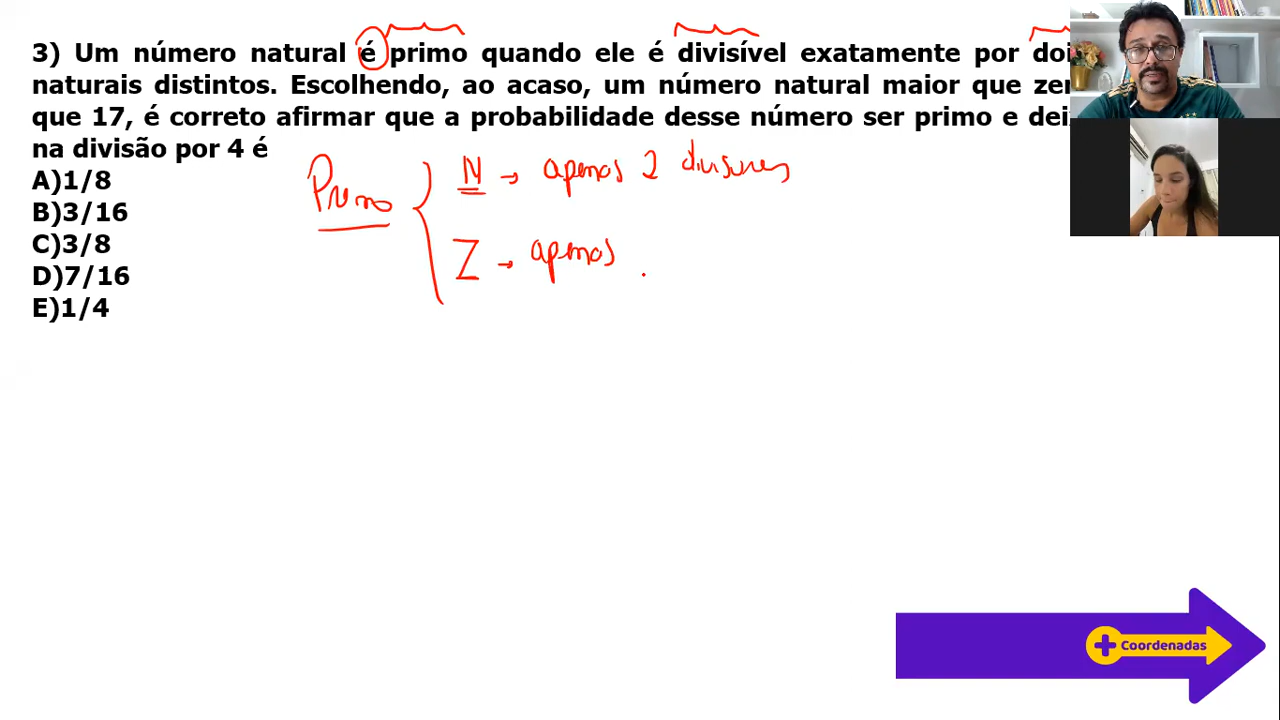 3) Um número natural é primo quando ele é divisível exatamente por doi
naturais distintos. Escolhendo, ao acaso, um número natural maior que zer
que 17, é correto afirmar que a probabilidade desse número ser primo e dei
na divisão por 4 é
A)1/8
B)3/16
C)3/8
D)7/16
E)1/4
Primo
N → apenas 2 divisores
Z → apenas
Coordenadas